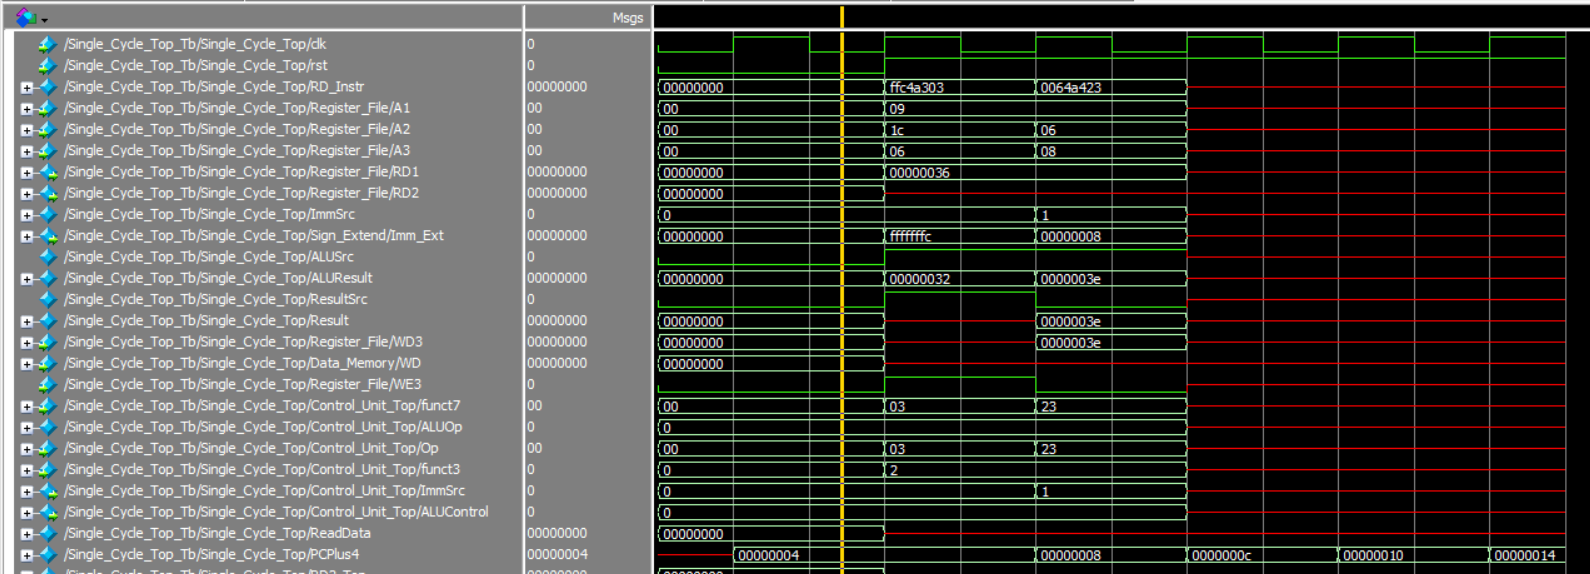 Msgs
/Single_Cycle_Top_Tb/Single_Cycle_Top/clk 0
/Single_Cycle_Top_Tb/Single_Cycle_Top/rst 0
/Single_Cycle_Top_Tb/Single_Cycle_Top/RD_Instr 00000000 00000000 ffc4a303 0064a423
/Single_Cycle_Top_Tb/Single_Cycle_Top/Register_File/A1 00 00 09
/Single_Cycle_Top_Tb/Single_Cycle_Top/Register_File/A2 00 00 1c 06
/Single_Cycle_Top_Tb/Single_Cycle_Top/Register_File/A3 00 00 06 08
/Single_Cycle_Top_Tb/Single_Cycle_Top/Register_File/RD1 00000000 00000000 00000036
/Single_Cycle_Top_Tb/Single_Cycle_Top/Register_File/RD2 00000000 00000000
/Single_Cycle_Top_Tb/Single_Cycle_Top/ImmSrc 0 0 1
/Single_Cycle_Top_Tb/Single_Cycle_Top/Sign_Extend/Imm_Ext 00000000 00000000 fffffffc 00000008
/Single_Cycle_Top_Tb/Single_Cycle_Top/ALUSrc 0
/Single_Cycle_Top_Tb/Single_Cycle_Top/ALUResult 00000000 00000000 00000032 0000003e
/Single_Cycle_Top_Tb/Single_Cycle_Top/ResultSrc 0
/Single_Cycle_Top_Tb/Single_Cycle_Top/Result 00000000 00000000 0000003e
/Single_Cycle_Top_Tb/Single_Cycle_Top/Register_File/WD3 00000000 00000000 0000003e
/Single_Cycle_Top_Tb/Single_Cycle_Top/Data_Memory/WD 00000000 00000000
/Single_Cycle_Top_Tb/Single_Cycle_Top/Register_File/WE3 0
/Single_Cycle_Top_Tb/Single_Cycle_Top/Control_Unit_Top/funct7 00 00 03 23
/Single_Cycle_Top_Tb/Single_Cycle_Top/Control_Unit_Top/ALUOp 0 0
/Single_Cycle_Top_Tb/Single_Cycle_Top/Control_Unit_Top/Op 00 00 03 23
/Single_Cycle_Top_Tb/Single_Cycle_Top/Control_Unit_Top/funct3 0 0 2
/Single_Cycle_Top_Tb/Single_Cycle_Top/Control_Unit_Top/ImmSrc 0 0 1
/Single_Cycle_Top_Tb/Single_Cycle_Top/Control_Unit_Top/ALUControl 0 0
/Single_Cycle_Top_Tb/Single_Cycle_Top/ReadData 00000000 00000000
/Single_Cycle_Top_Tb/Single_Cycle_Top/PCPlus4 00000004 00000004 00000008 0000000c 00000010 00000014